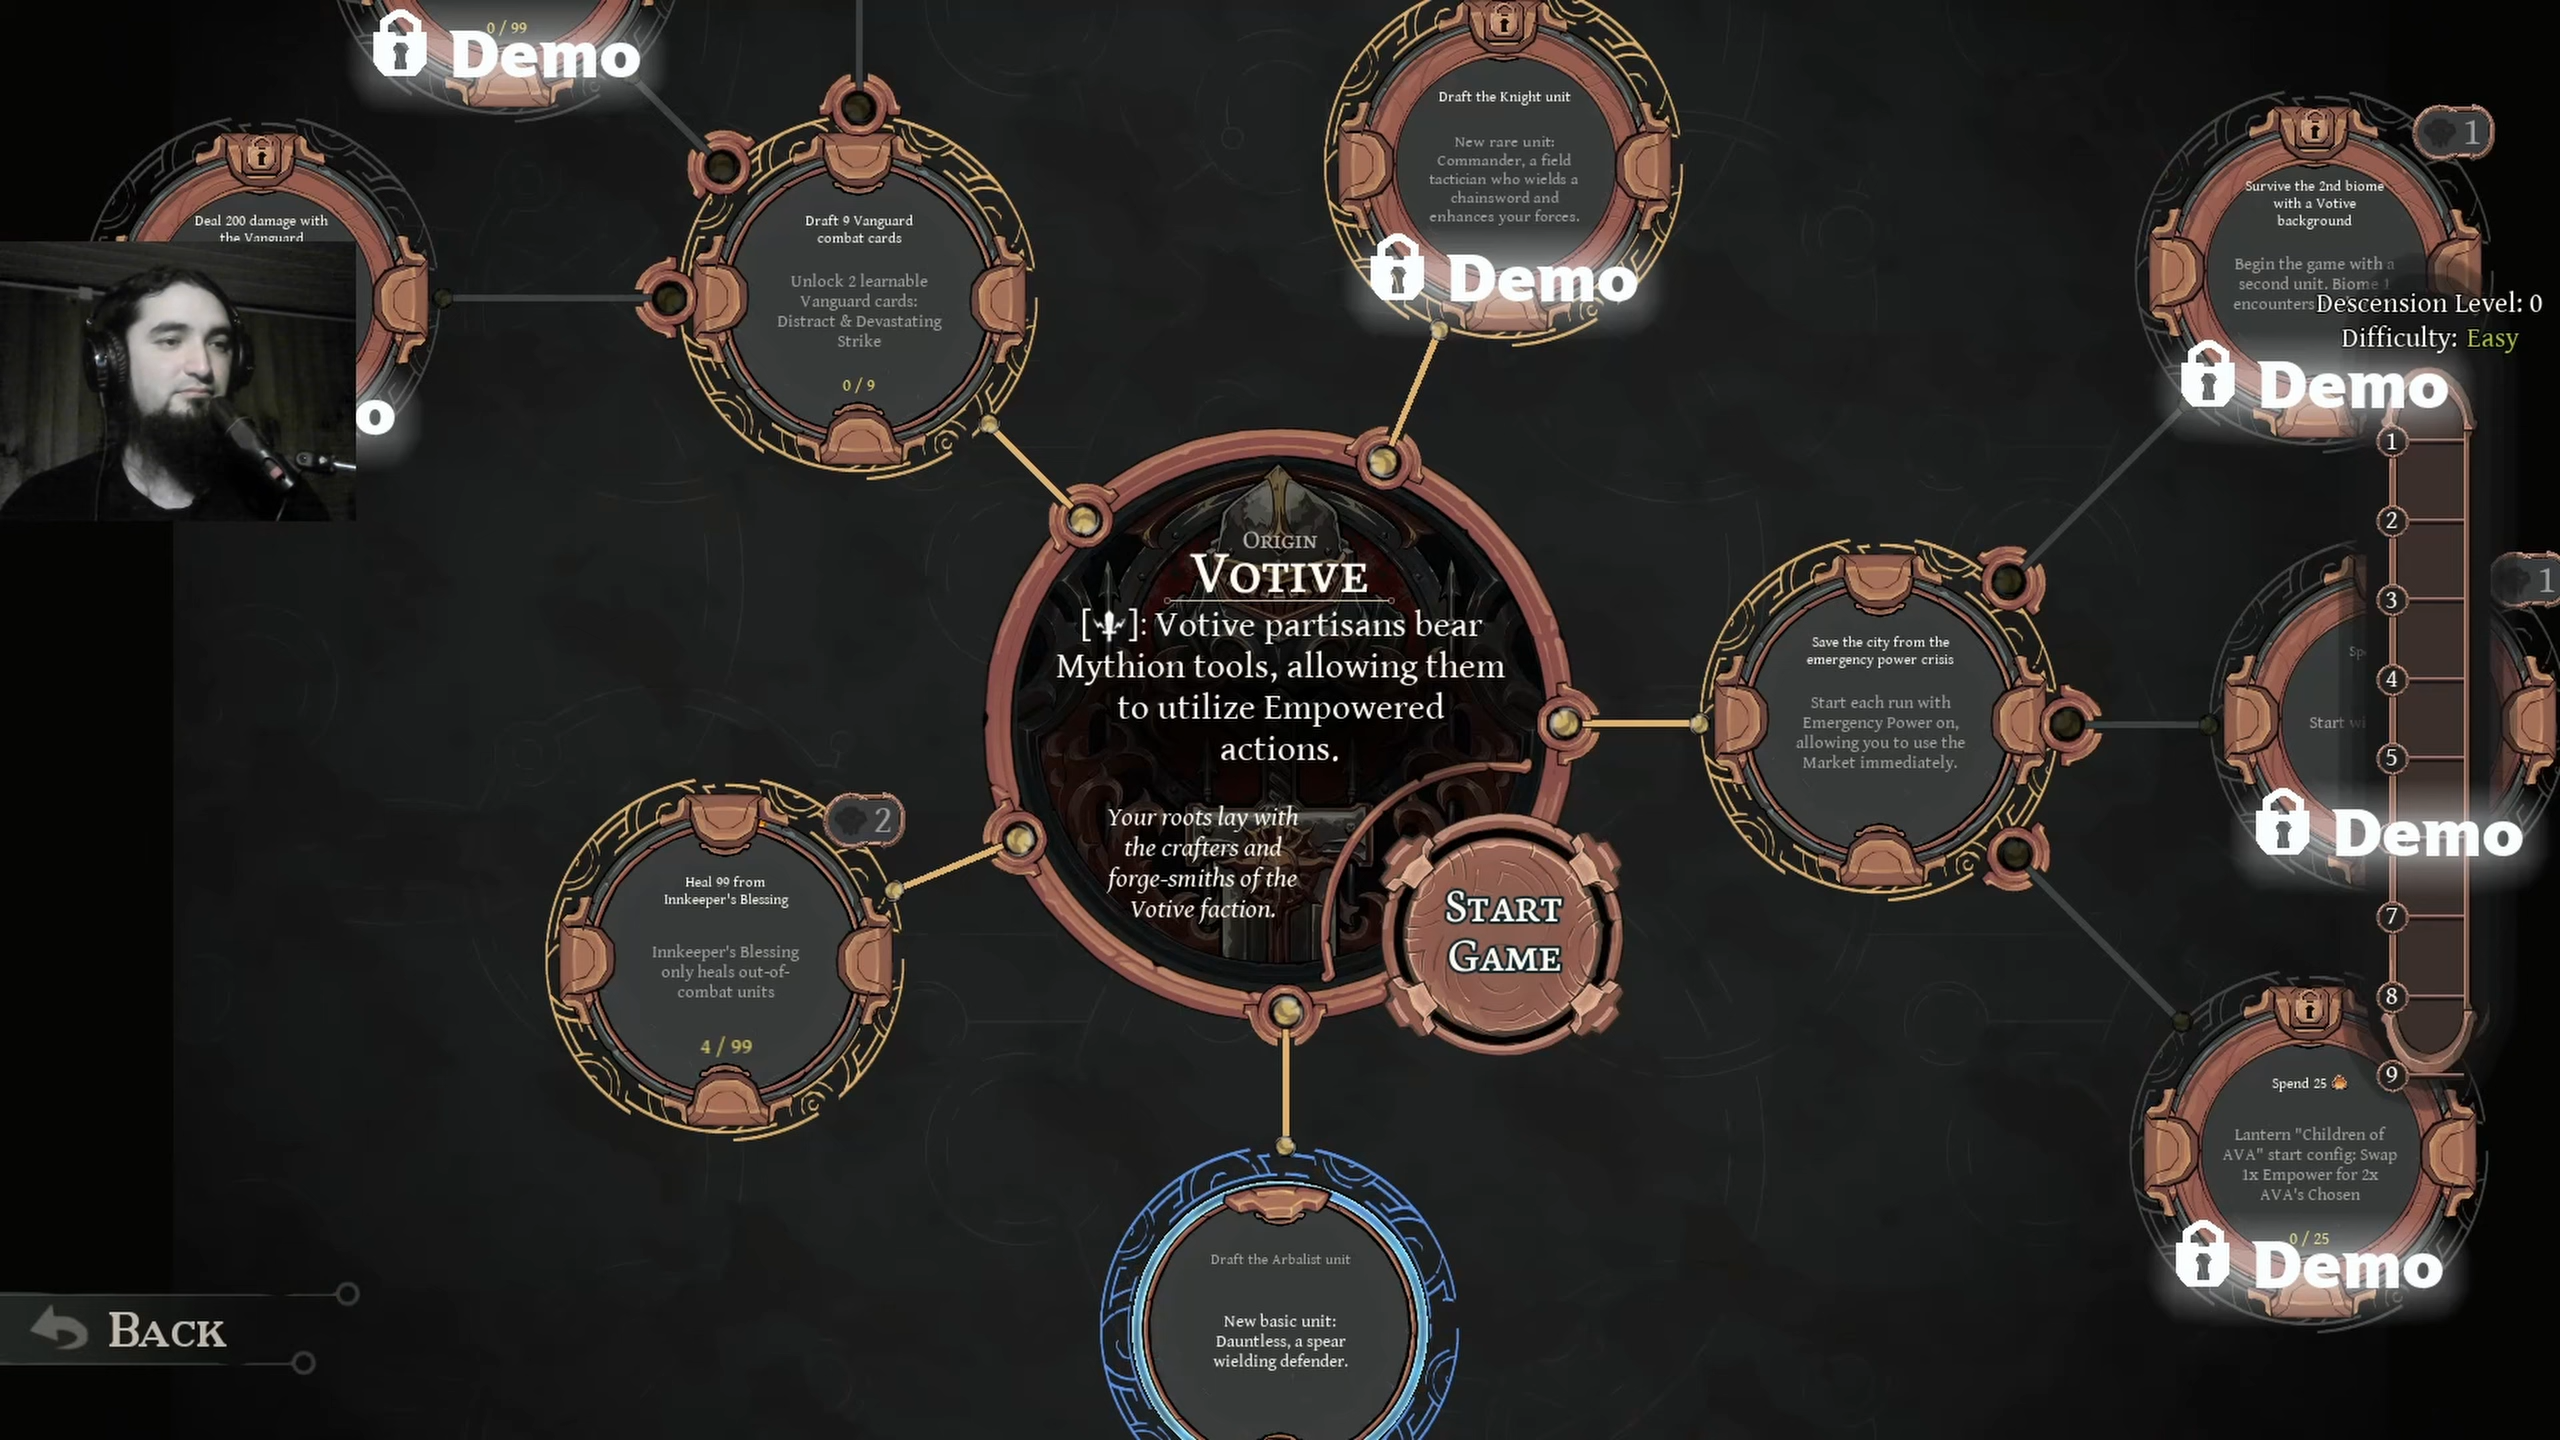 0 / 99
Demo
Deal 200 damage with
the Vanguard
Draft 9 Vanguard
combat cards
Unlock 2 learnable
Vanguard cards:
Distract & Devastating
Strike
0 / 9
Draft the Knight unit
New rare unit:
Commander, a field
tactician who wields a
chainsword and
enhances your forces.
Demo
1
Survive the 2nd biome
with a Votive
background
Begin the game with a
second unit. Biome 1
encounters
Descension Level: 0
Difficulty: Easy
Demo
o
Origin
Votive
[ ]: Votive partisans bear
Mythion tools, allowing them
to utilize Empowered
actions.
Your roots lay with
the crafters and
forge-smiths of the
Votive faction.
Start
Game
Save the city from the
emergency power crisis
Start each run with
Emergency Power on,
allowing you to use the
Market immediately.
1
Start
Demo
1
2
3
4
5
7
8
9
2
Heal 99 from
Innkeeper's Blessing
Innkeeper's Blessing
only heals out-of-
combat units
4 / 99
Draft the Arbalist unit
New basic unit:
Dauntless, a spear
wielding defender.
Spend 25
Lantern "Children of
AVA" start config: Swap
1x Empower for 2x
AVA's Chosen
0 / 25
Demo
Back